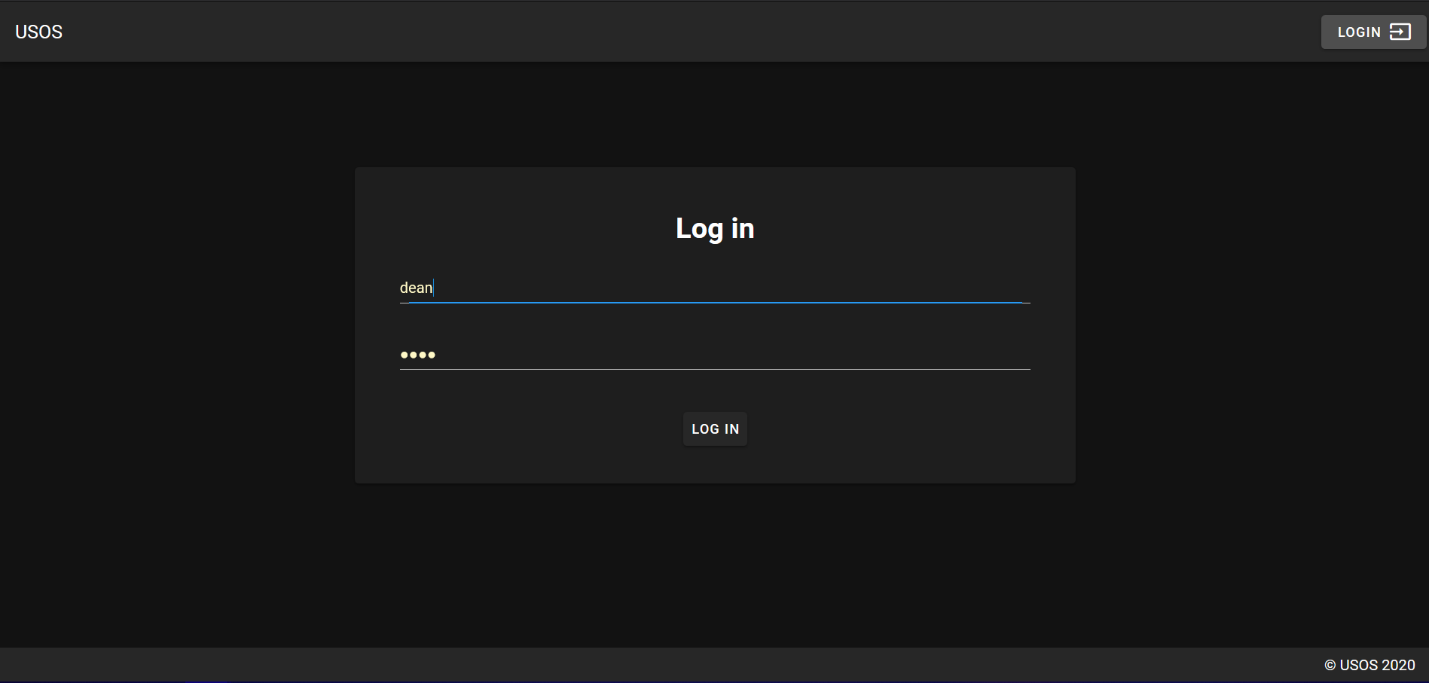 USOS
LOGIN
Log in
dean
••••
LOG IN
© USOS 2020